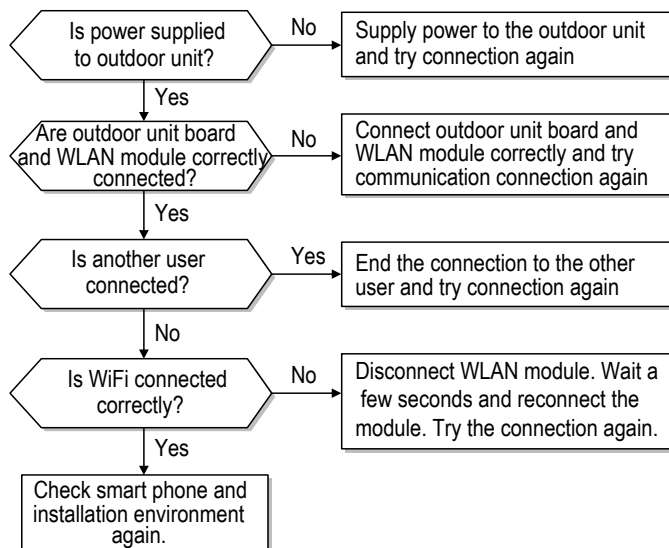 Is power supplied
to outdoor unit?
No
Supply power to the outdoor unit
and try connection again
Yes
Are outdoor unit board
and WLAN module correctly
connected?
No
Connect outdoor unit board and
WLAN module correctly and try
communication connection again
Yes
Is another user
connected?
Yes
End the connection to the other
user and try connection again
No
Is WiFi connected
correctly?
No
Disconnect WLAN module. Wait a
few seconds and reconnect the
module. Try the connection again.
Yes
Check smart phone and
installation environment
again.